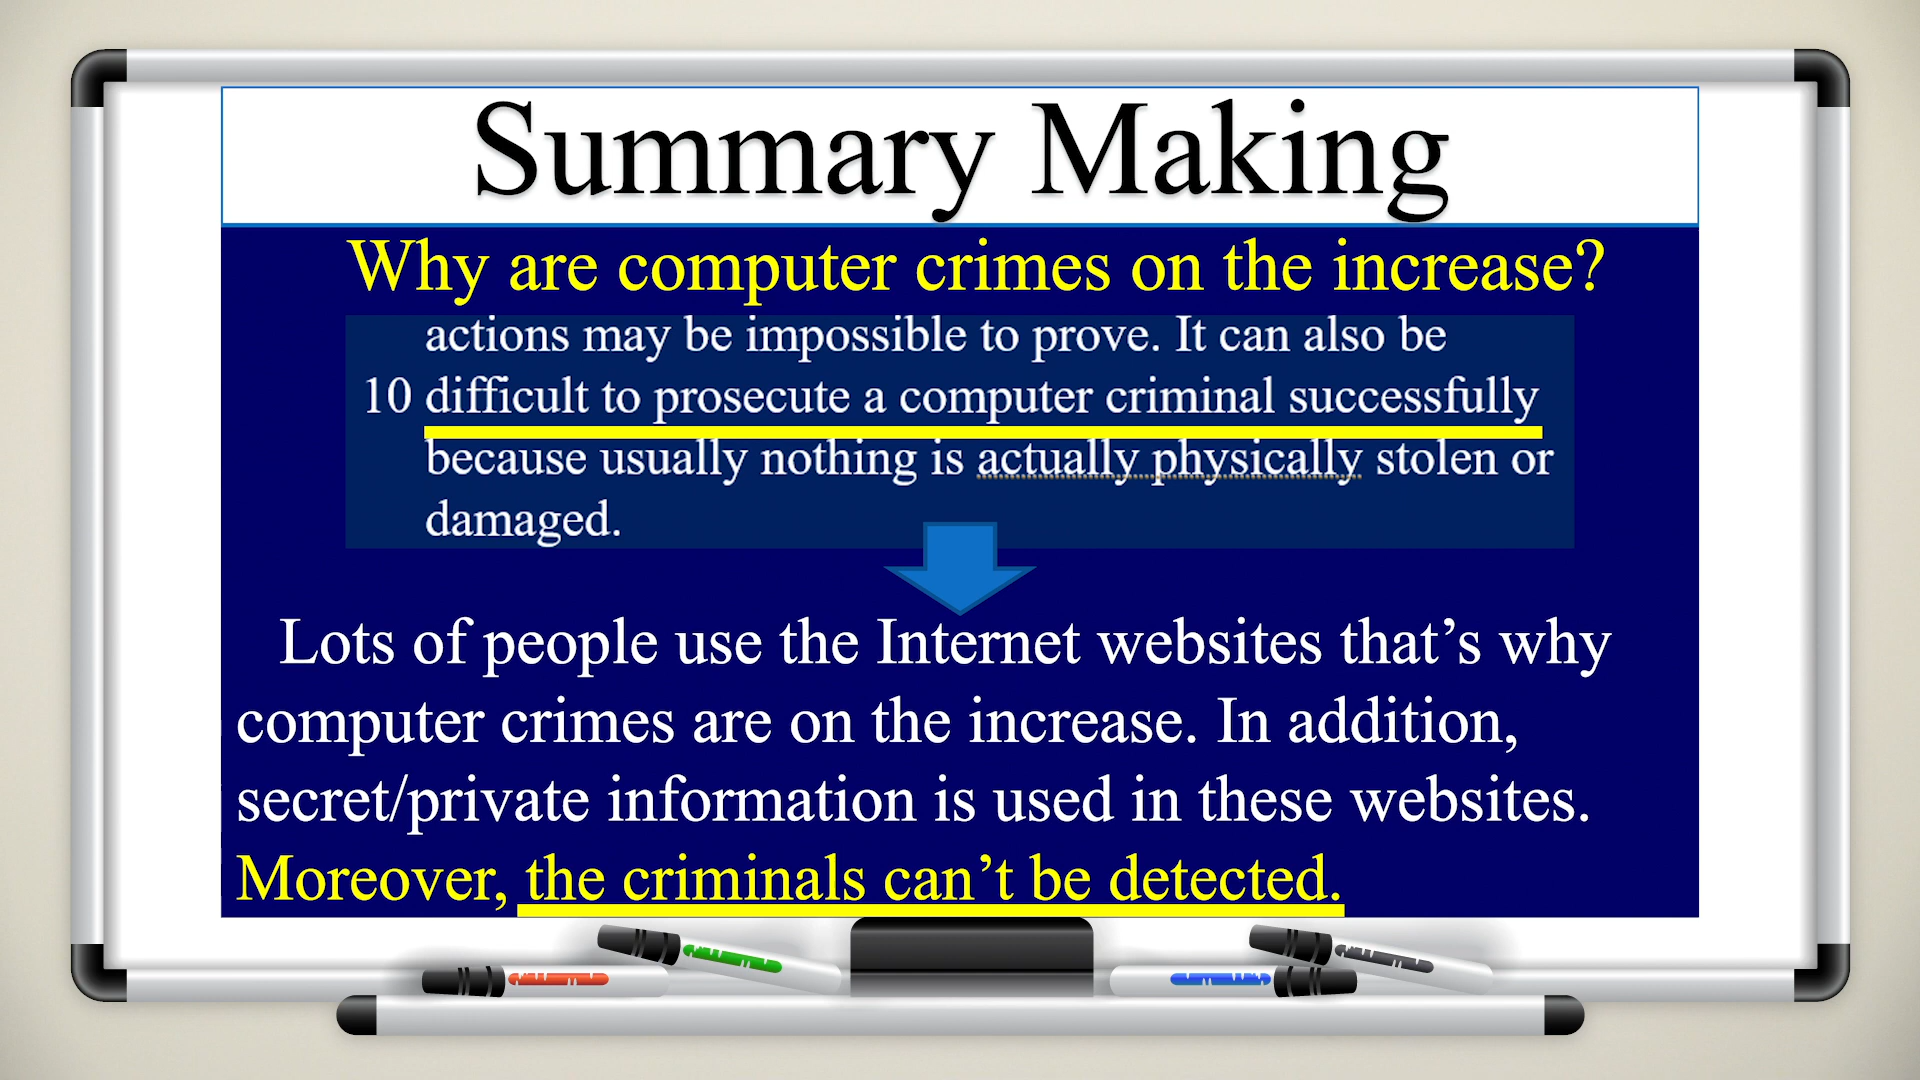 Summary Making
Why are computer crimes on the increase?
actions may be impossible to prove. It can also be
10 difficult to prosecute a computer criminal successfully
because usually nothing is actually physically stolen or
damaged.
Lots of people use the Internet websites that’s why
computer crimes are on the increase. In addition,
secret/private information is used in these websites.
Moreover, the criminals can’t be detected.